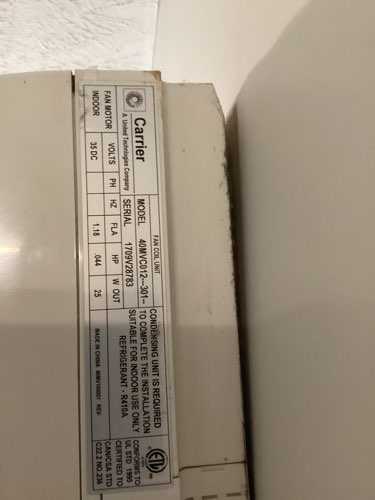 Carrier
A United Technologies Company
FAN COIL UNIT
MODEL 40MVC012---301--
SERIAL 1709V28783
FAN MOTOR VOLTS PH HZ FLA HP W OUT
INDOOR 35 DC 1.18 .044 25
CONDENSING UNIT IS REQUIRED
TO COMPLETE THE INSTALLATION
SUITABLE FOR INDOOR USE ONLY
REFRIGERANT - R410A
MADE IN CHINA 40MV100001 REV-
ETL
CONFORMS TO
UL STD 1995
CERTIFIED TO
CAN/CSA STD
C22.2 NO.236